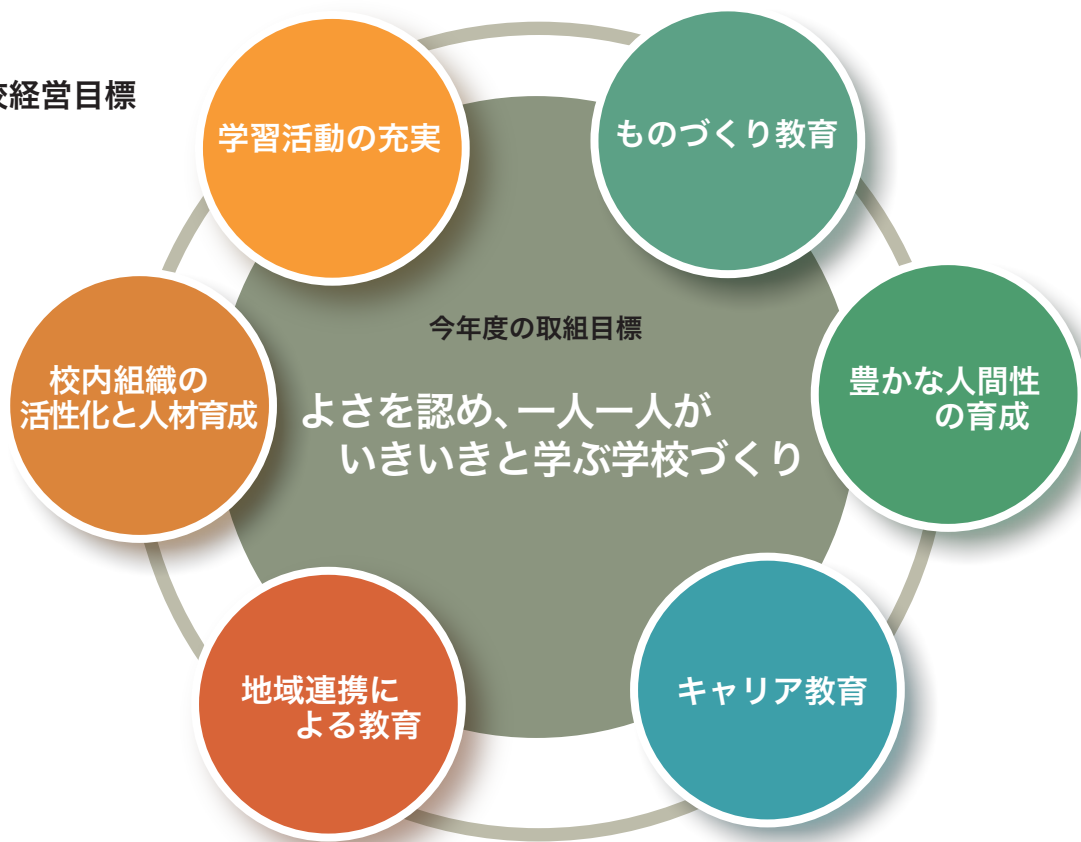 校経営目標
学習活動の充実
ものづくり教育
今年度の取組目標
よさを認め、一人一人が
いきいきと学ぶ学校づくり
校内組織の
活性化と人材育成
豊かな人間性
の育成
地域連携に
よる教育
キャリア教育